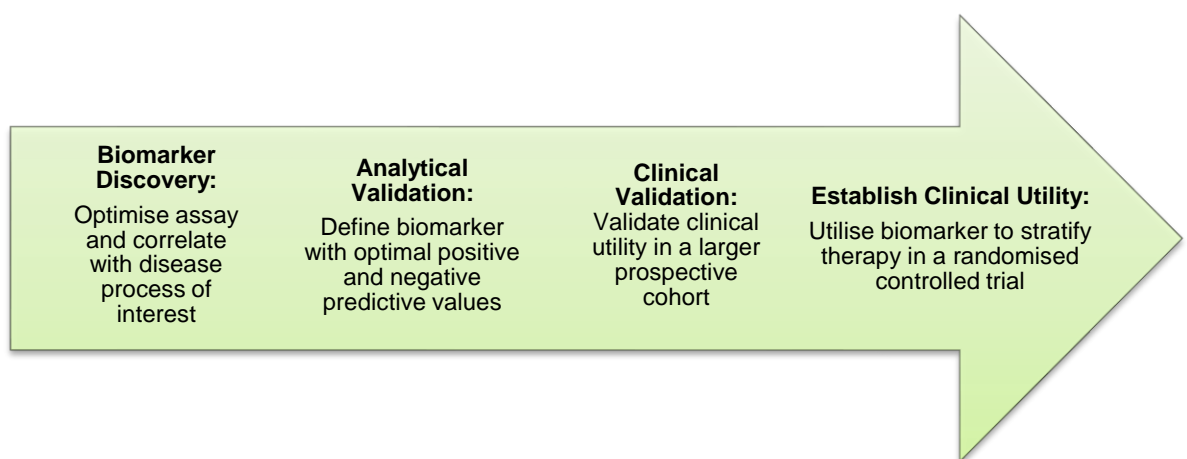 Biomarker
Discovery:
Optimise assay
and correlate
with disease
process of
interest
Analytical
Validation:
Define biomarker
with optimal positive
and negative
predictive values
Clinical
Validation:
Validate clinical
utility in a larger
prospective
cohort
Establish Clinical Utility:
Utilise biomarker to stratify
therapy in a randomised
controlled trial